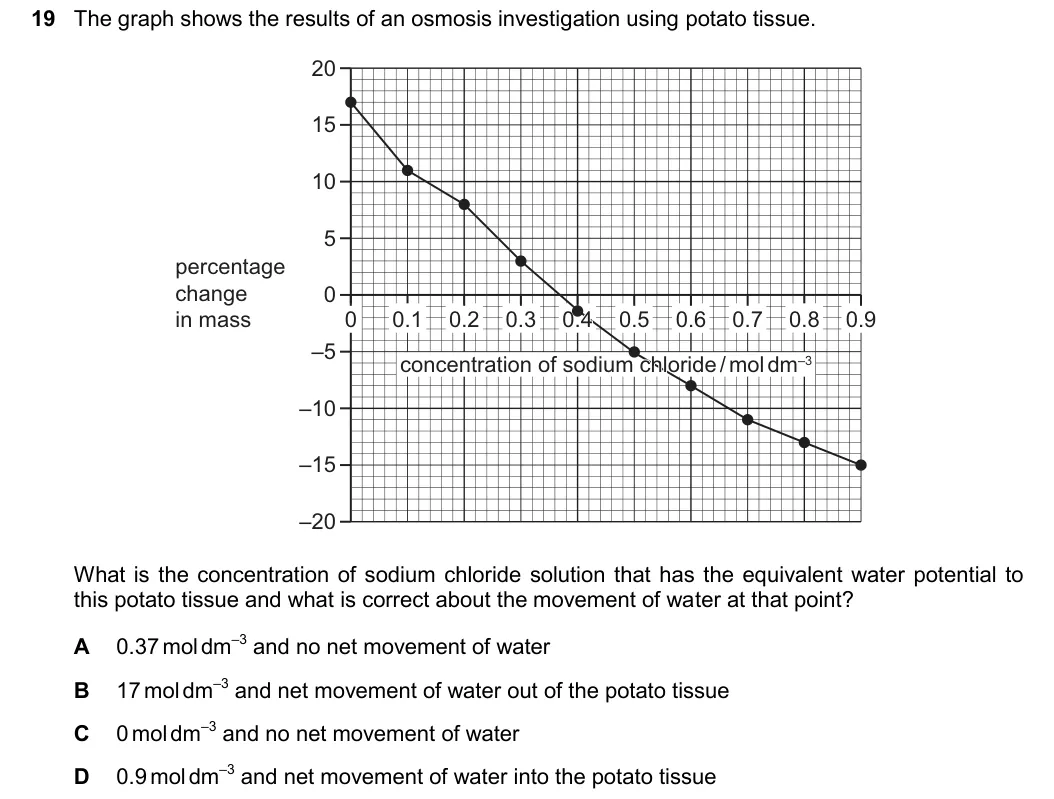 19 The graph shows the results of an osmosis investigation using potato tissue.
20
15
10
5
0
–5
–10
–15
–20
percentage
change
in mass
0 0.1 0.2 0.3 0.4 0.5 0.6 0.7 0.8 0.9
concentration of sodium chloride / mol dm⁻³
What is the concentration of sodium chloride solution that has the equivalent water potential to
this potato tissue and what is correct about the movement of water at that point?
A 0.37 mol dm⁻³ and no net movement of water
B 17 mol dm⁻³ and net movement of water out of the potato tissue
C 0 mol dm⁻³ and no net movement of water
D 0.9 mol dm⁻³ and net movement of water into the potato tissue